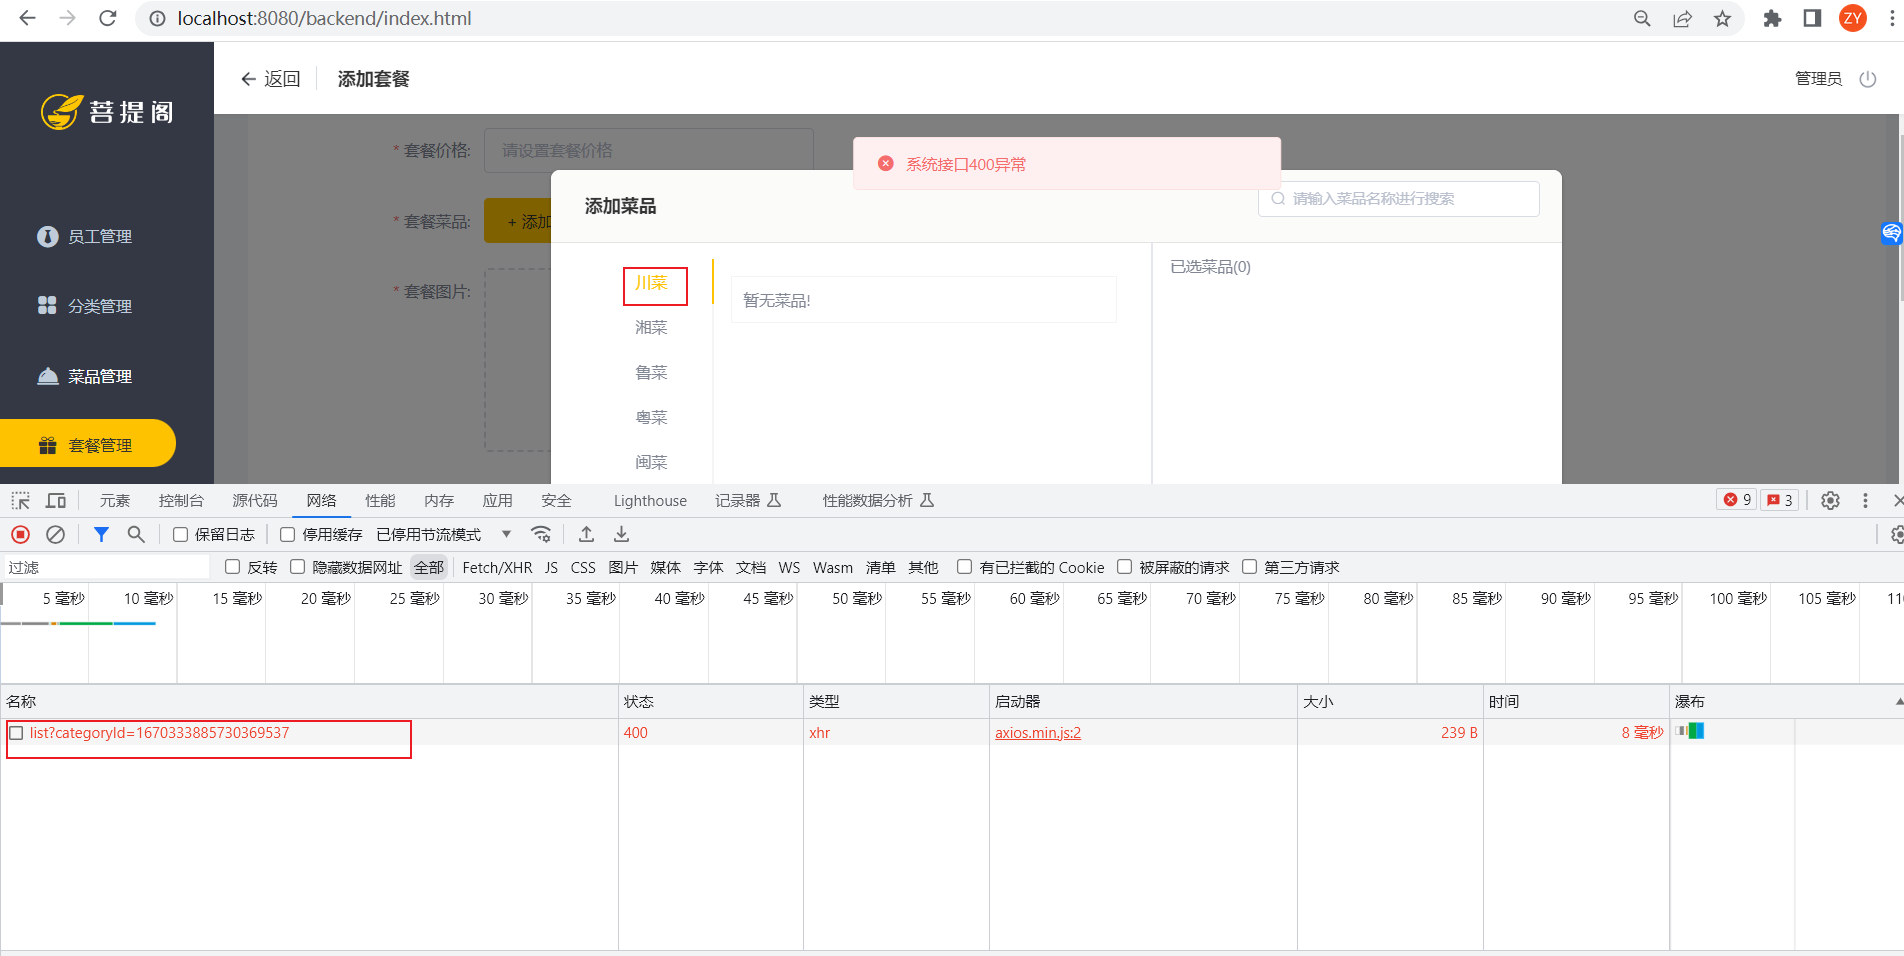 localhost:8080/backend/index.html
ZY
菩提阁
返回
添加套餐
管理员
* 套餐价格:
请设置套餐价格
系统接口400异常
* 套餐菜品:
+ 添加
添加菜品
请输入菜品名称进行搜索
* 套餐图片:
员工管理
分类管理
菜品管理
套餐管理
川菜
湘菜
鲁菜
粤菜
闽菜
暂无菜品!
已选菜品(0)
元素 控制台 源代码 网络 性能 内存 应用 安全 Lighthouse 记录器 性能数据分析 9 3
保留日志 停用缓存 已停用节流模式
过滤 反转 隐藏数据网址 全部 Fetch/XHR JS CSS 图片 媒体 字体 文档 WS Wasm 清单 其他 有已拦截的 Cookie 被屏蔽的请求 第三方请求
5 毫秒 10 毫秒 15 毫秒 20 毫秒 25 毫秒 30 毫秒 35 毫秒 40 毫秒 45 毫秒 50 毫秒 55 毫秒 60 毫秒 65 毫秒 70 毫秒 75 毫秒 80 毫秒 85 毫秒 90 毫秒 95 毫秒 100 毫秒 105 毫秒
名称 状态 类型 启动器 大小 时间 瀑布
list?categoryId=1670333885730369537 400 xhr axios.min.js:2 239 B 8 毫秒